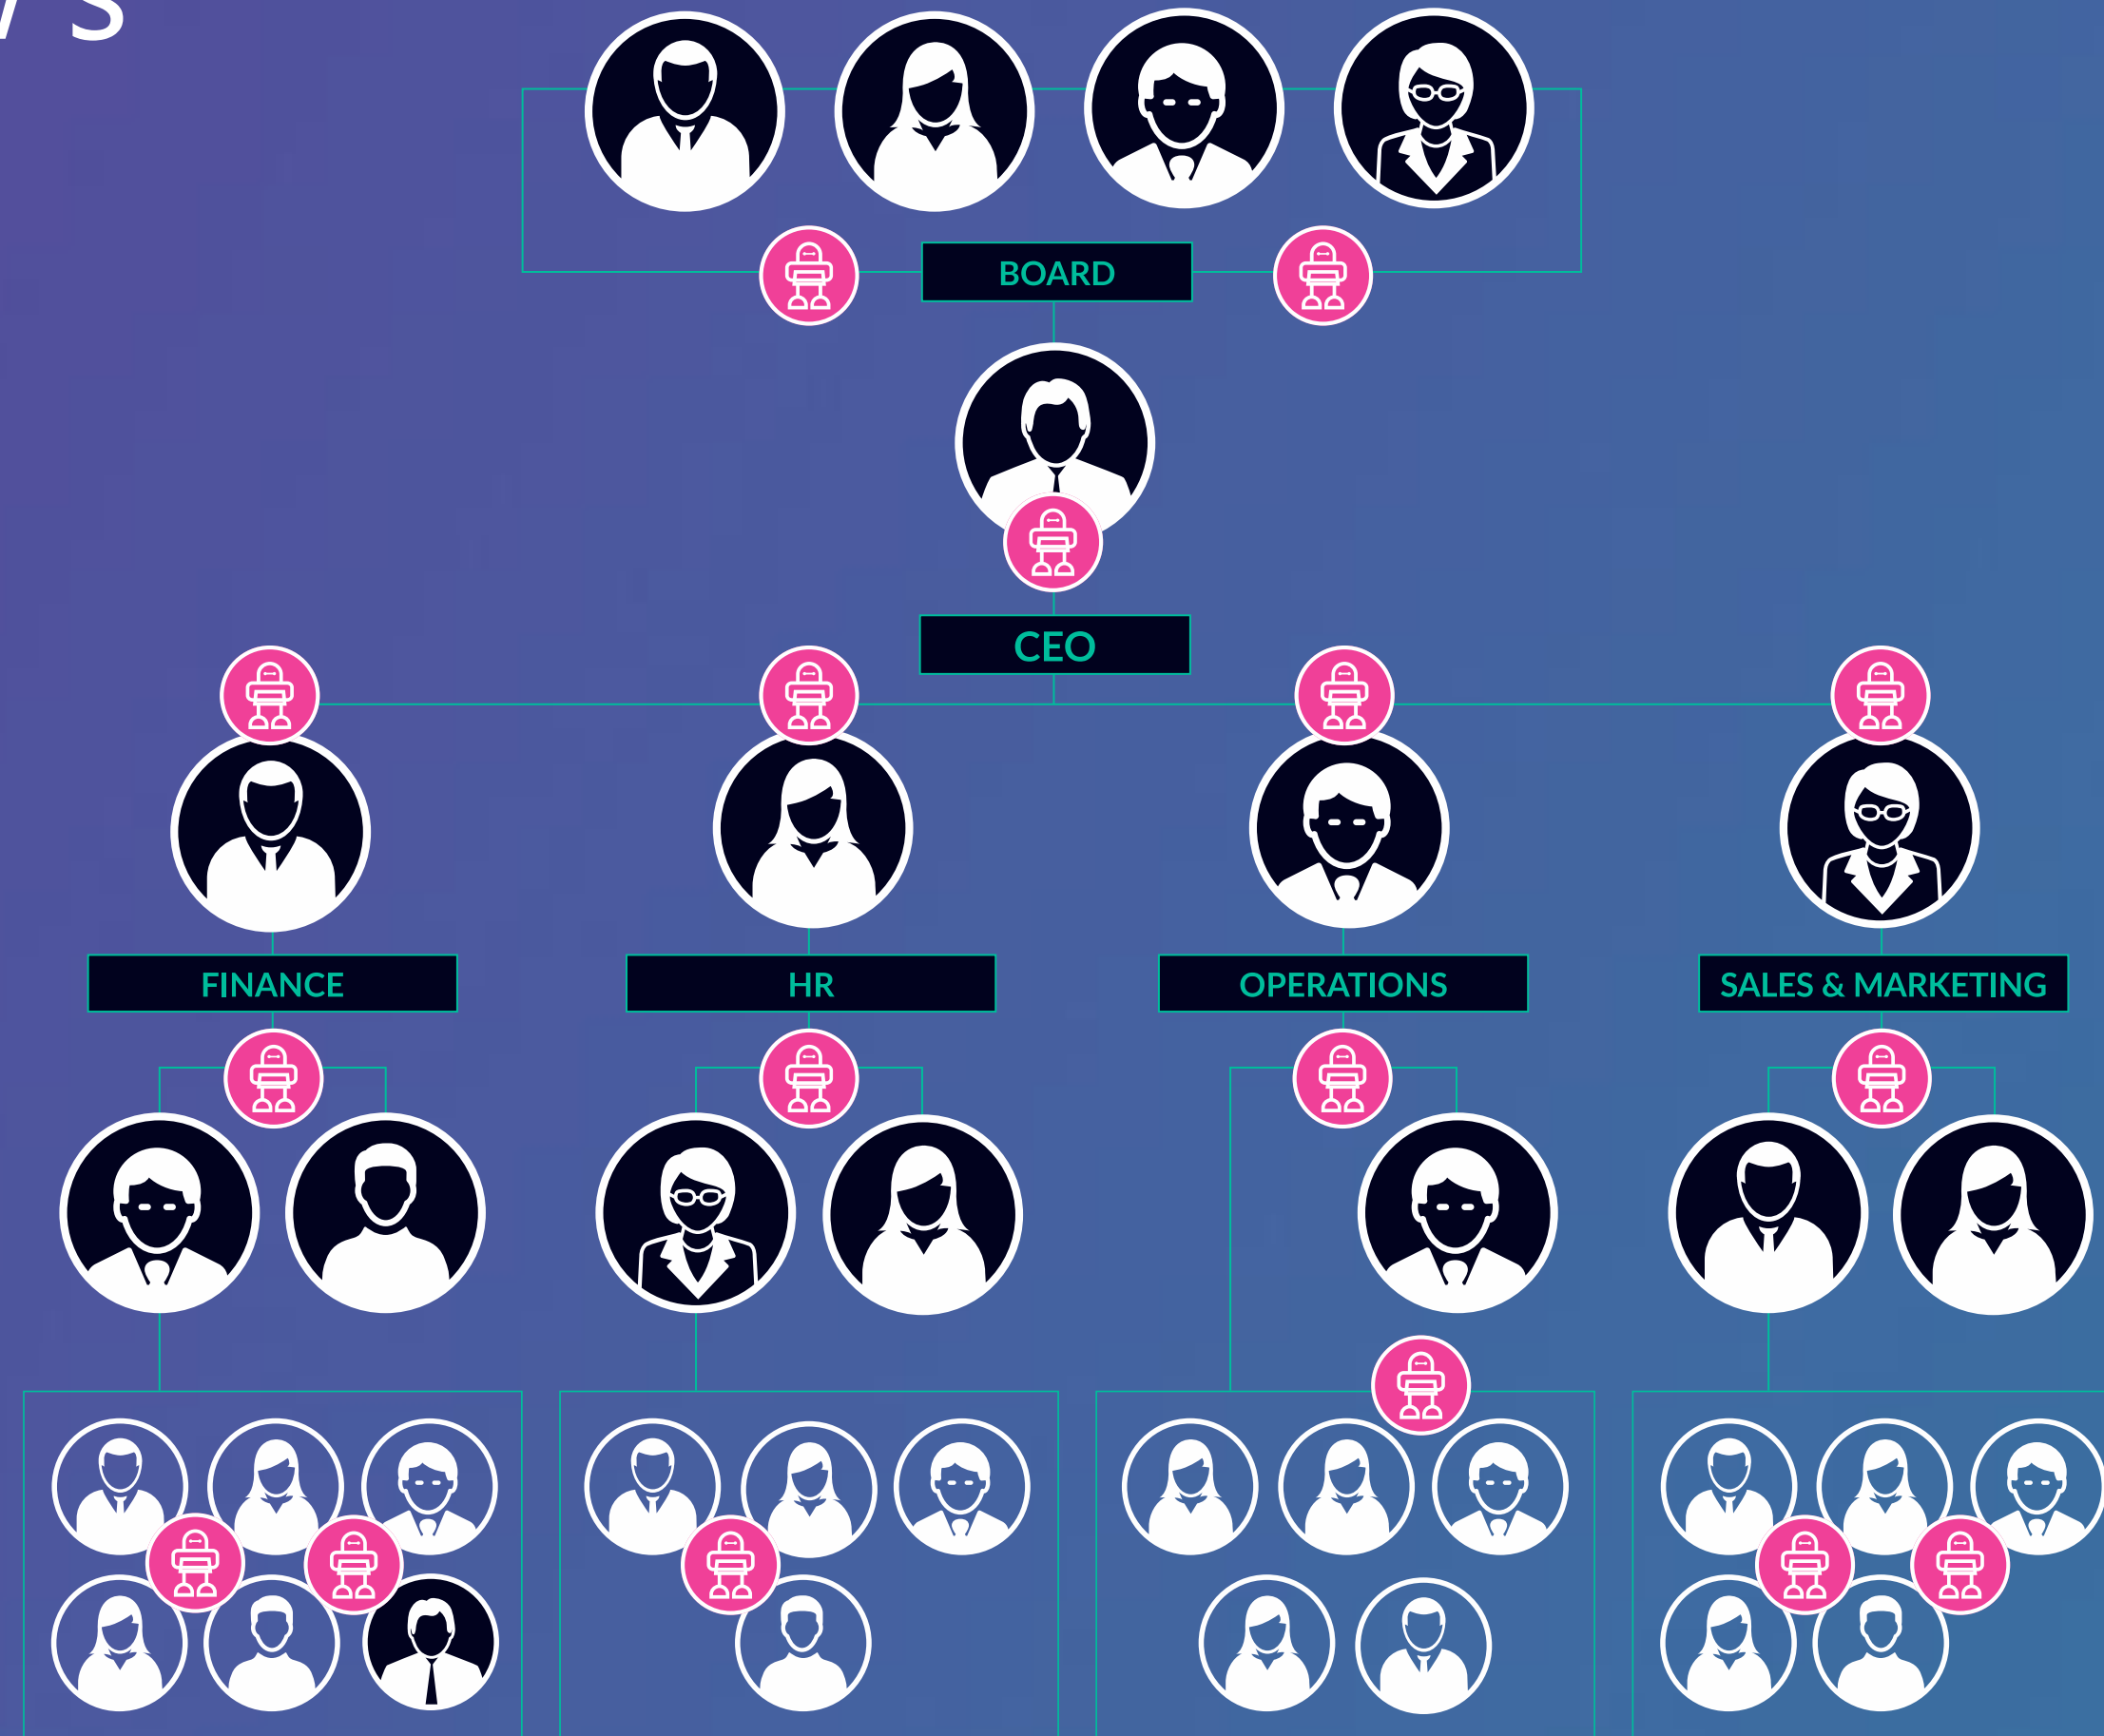 BOARD
CEO
FINANCE
HR
OPERATIONS
SALES & MARKETING